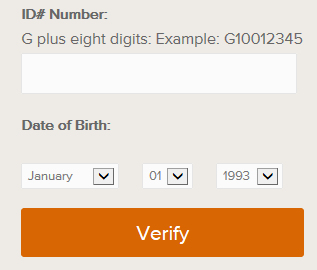 ID# Number:
G plus eight digits: Example: G10012345
Date of Birth:
January 01 1993
Verify